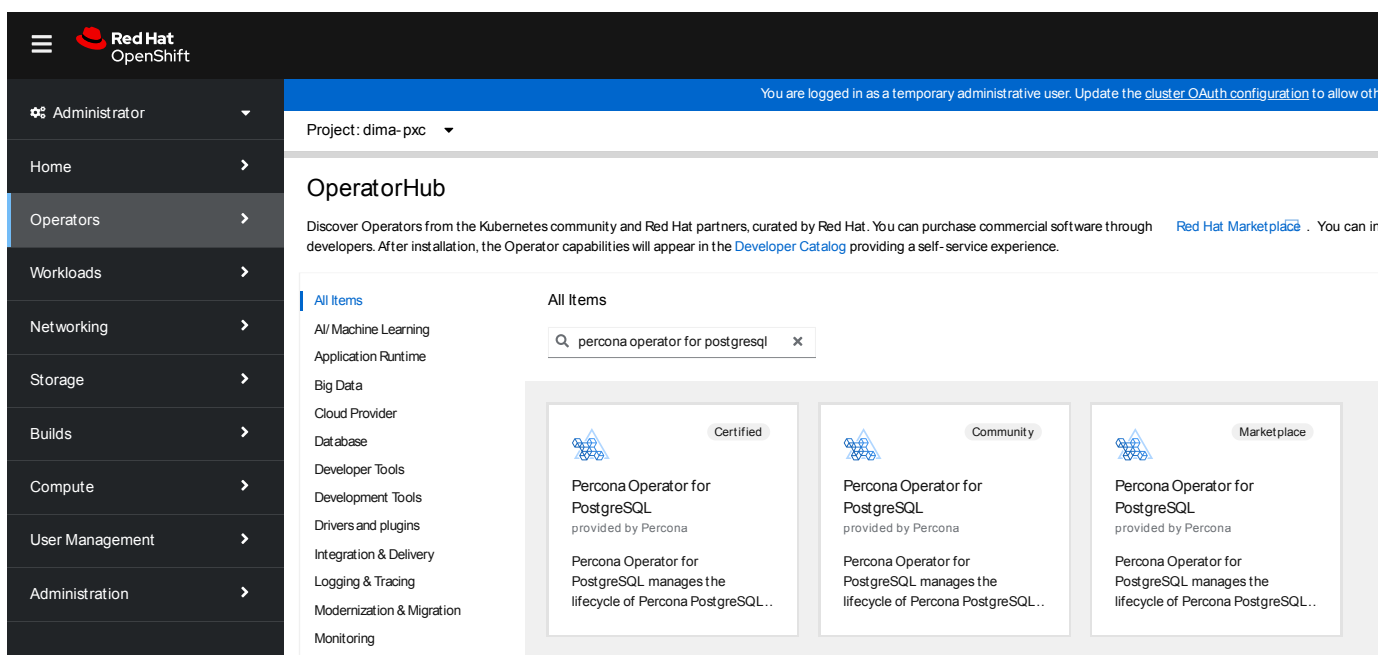 Red Hat
OpenShift
You are logged in as a temporary administrative user. Update the cluster OAuth configuration to allow oth
Administrator
Home
Operators
Workloads
Networking
Storage
Builds
Compute
User Management
Administration
Project: dima-pxc
OperatorHub
Discover Operators from the Kubernetes community and Red Hat partners, curated by Red Hat. You can purchase commercial software through Red Hat Marketplace . You can in
developers. After installation, the Operator capabilities will appear in the Developer Catalog providing a self-service experience.
All Items
AI/Machine Learning
Application Runtime
Big Data
Cloud Provider
Database
Developer Tools
Development Tools
Drivers and plugins
Integration & Delivery
Logging & Tracing
Modernization & Migration
Monitoring
All Items
percona operator for postgresql
Certified
Percona Operator for
PostgreSQL
provided by Percona
Percona Operator for
PostgreSQL manages the
lifecycle of Percona PostgreSQL..
Community
Percona Operator for
PostgreSQL
provided by Percona
Percona Operator for
PostgreSQL manages the
lifecycle of Percona PostgreSQL..
Marketplace
Percona Operator for
PostgreSQL
provided by Percona
Percona Operator for
PostgreSQL manages the
lifecycle of Percona PostgreSQL..